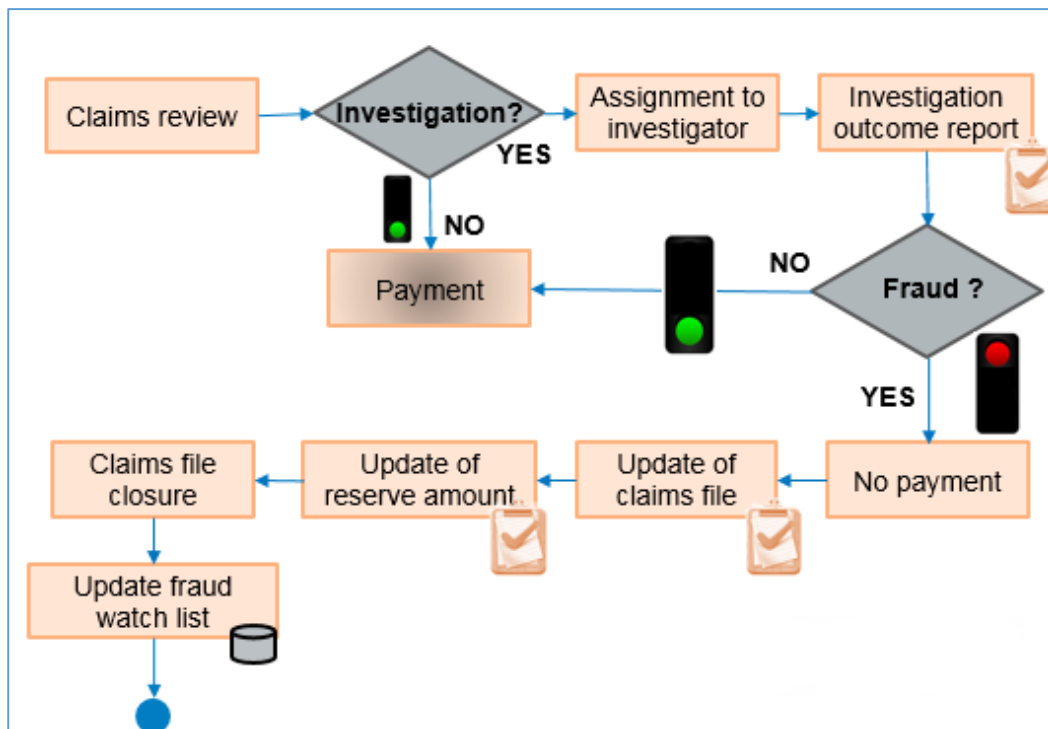 Claims review
Investigation?
YES
NO
Assignment to
investigator
Investigation
outcome report
Payment
NO
Fraud ?
YES
No payment
Update of
claims file
Update of
reserve amount
Claims file
closure
Update fraud
watch list